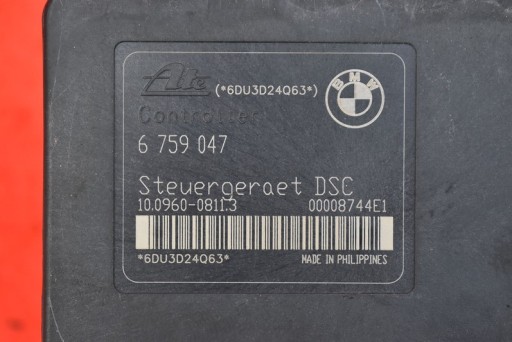 Ate (*6DU3D24Q63*)
BMW
Controller
6 759 047
Steuergeraet DSC
10.0960-0811.3 00008744E1
*6DU3D24Q63*
MADE IN PHILIPPINES